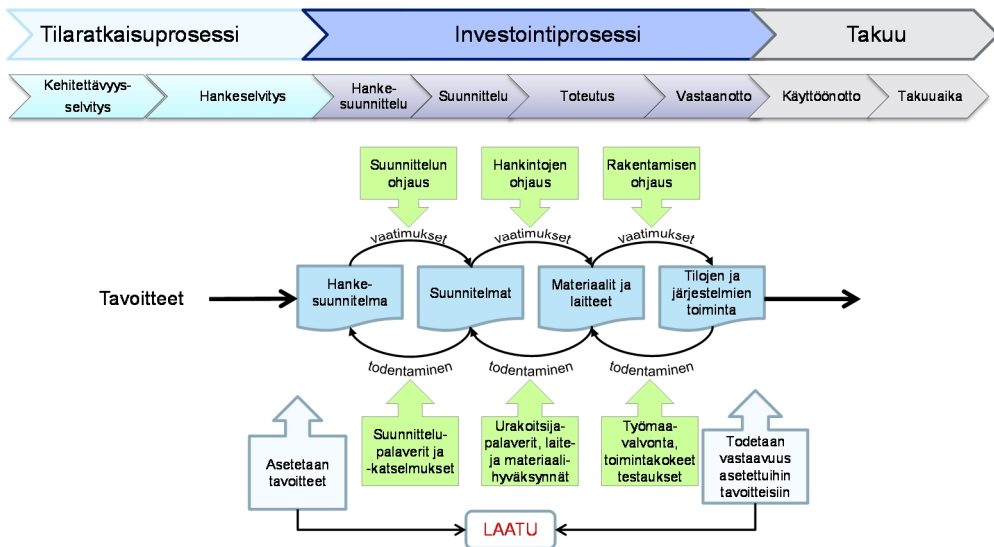 Tilaratkaisuprosessi
Investointiprosessi
Takuu
Kehitettävyys-
selvitys
Hankeselvitys
Hanke-
suunnittelu
Suunnittelu
Toteutus
Vastaanotto
Käyttöönotto
Takuuaika
Suunnittelun
ohjaus
Hankintojen
ohjaus
Rakentamisen
ohjaus
vaatimukset
vaatimukset
vaatimukset
Tavoitteet
Hanke-
suunnitelma
Suunnitelmat
Materiaalit ja
laitteet
Tilojen ja
järjestelmien
toiminta
todentaminen
todentaminen
todentaminen
Asetetaan
tavoitteet
Suunnittelu-
palaverit ja
-katselmukset
Urakoitsija-
palaverit, laite-
ja materiaali-
hyväksynnät
Työmaa-
valvonta,
toimintakokeet
testaukset
Todetaan
vastaavuus
asetettuihin
tavoitteisiin
LAATU